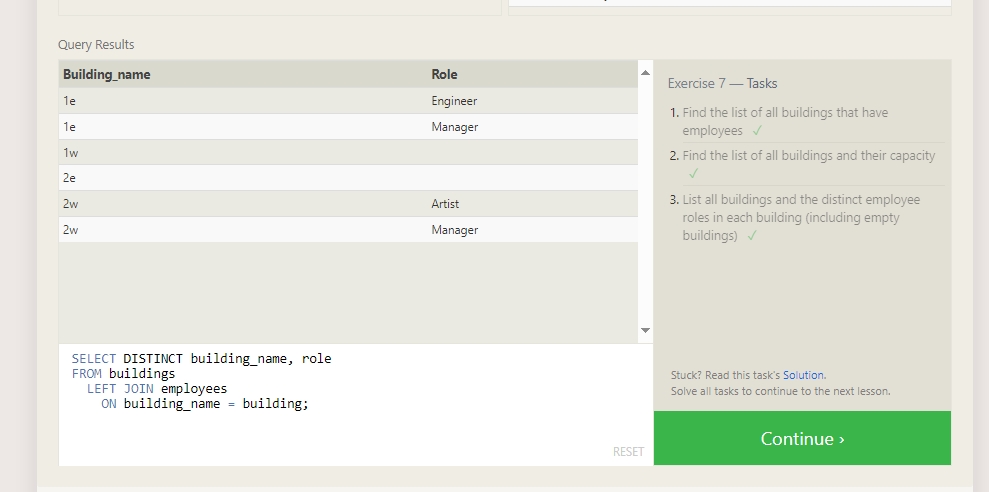 Query Results
Building_name Role
1e Engineer
1e Manager
1w
2e
2w Artist
2w Manager
SELECT DISTINCT building_name, role
FROM buildings
LEFT JOIN employees
ON building_name = building;
RESET
Exercise 7 — Tasks
1. Find the list of all buildings that have
employees ✓
2. Find the list of all buildings and their capacity
✓
3. List all buildings and the distinct employee
roles in each building (including empty
buildings) ✓
Stuck? Read this task's Solution.
Solve all tasks to continue to the next lesson.
Continue ›